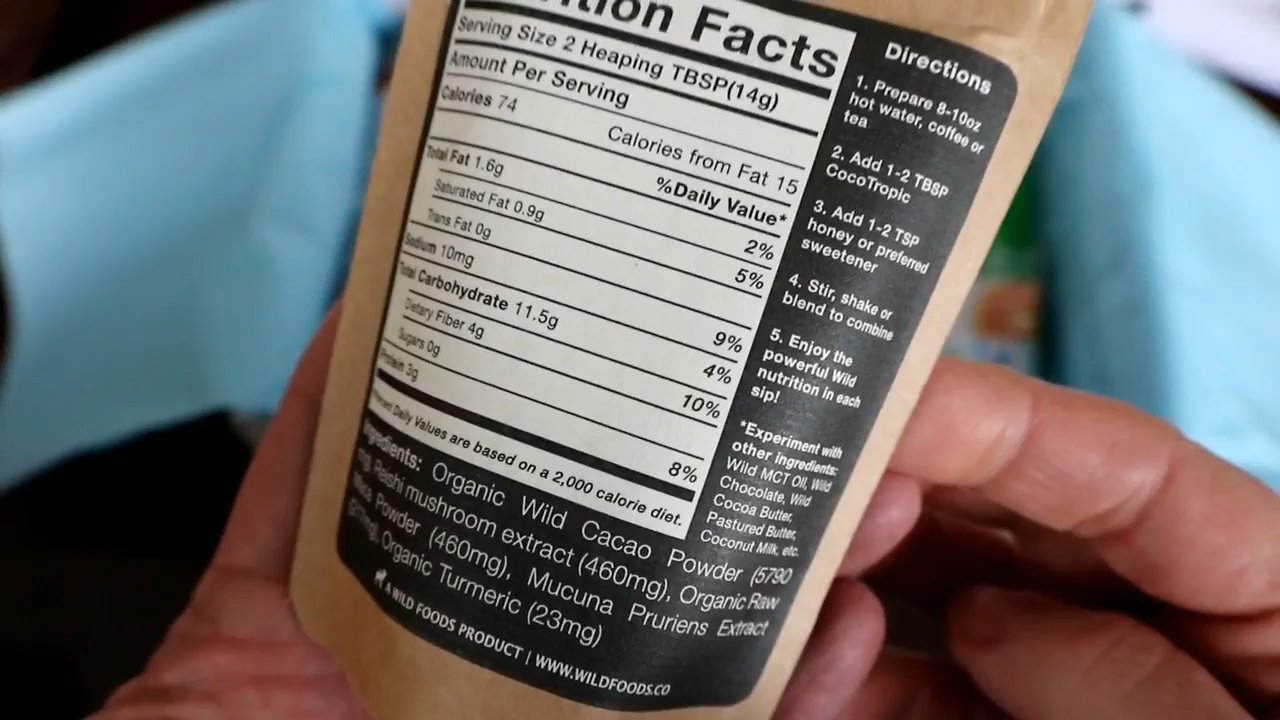 ition Facts
Serving Size 2 Heaping TBSP(14g)
Amount Per Serving
Calories 74
Calories from Fat 15
%Daily Value*
Total Fat 1.6g 2%
Saturated Fat 0.9g 5%
Trans Fat 0g
Sodium 10mg 9%
Total Carbohydrate 11.5g 4%
Dietary Fiber 4g 10%
Sugars 0g
Protein 3g 8%
Percent Daily Values are based on a 2,000 calorie diet.
Ingredients: Organic Wild Cacao Powder (5790
mg), Reishi mushroom extract (460mg), Organic Raw
Powder (460mg), Mucuna Pruriens Extract
Organic Turmeric (23mg)
A WILD FOODS PRODUCT | WWW.WILDFOODS.CO
Directions
1. Prepare 8-10oz
hot water, coffee or
tea
2. Add 1-2 TBSP
CocoTropic
3. Add 1-2 TSP
honey or preferred
sweetener
4. Stir, shake or
blend to combine
5. Enjoy the
powerful Wild
nutrition in each
sip!
*Experiment with
other ingredients:
Wild MCT Oil, Wild
Chocolate, Wild
Cocoa Butter,
Pastured Butter,
Coconut Milk, etc.